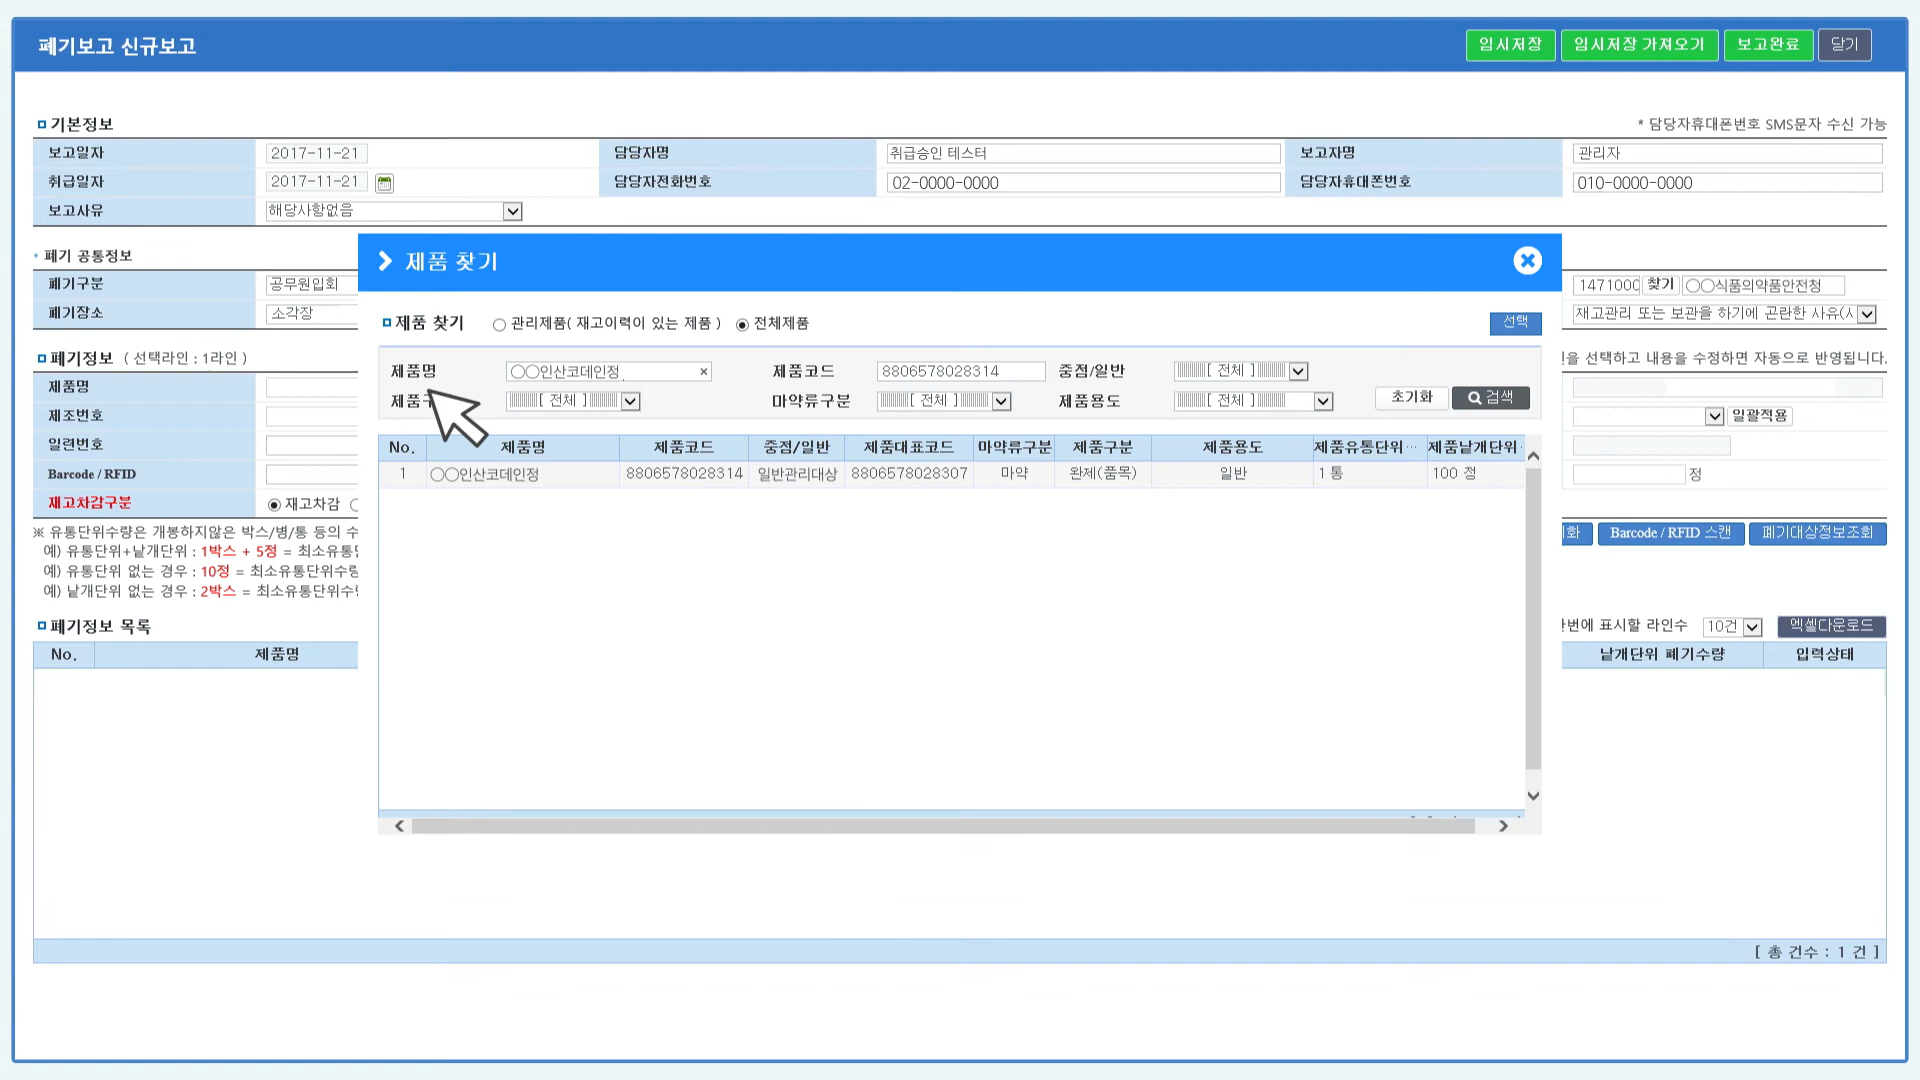 폐기보고 신규보고
임시저장 임시저장 가져오기 보고완료 닫기
기본정보
* 담당자휴대폰번호 SMS문자 수신 가능
보고일자 2017-11-21 담당자명 취급승인 테스터 보고자명 관리자
취급일자 2017-11-21 담당자전화번호 02-0000-0000 담당자휴대폰번호 010-0000-0000
보고사유 해당사항없음
폐기 공통정보
폐기구분 공무원입회 찾기 ○○식품의약품안전청
폐기장소 소각장 재고관리 또는 보관을 하기에 곤란한 사유
제품 찾기
제품 찾기 관리제품( 재고이력이 있는 제품 ) 전체제품 선택
제품명 ○○인산코데인정 × 제품코드 8806578028314 중점/일반 [ 전체 ]
[ 전체 ] 마약류구분 [ 전체 ] 제품용도 [ 전체 ] 초기화 검색
No. 제품명 제품코드 중점/일반 제품대표코드 마약류구분 제품구분 제품용도 제품유통단위… 제품낱개단위
1 ○○인산코데인정 8806578028314 일반관리대상 8806578028307 마약 완제(품목) 일반 1 통 100 정
폐기정보 ( 선택라인 : 1라인 )
선택하고 내용을 수정하면 자동으로 반영됩니다.
제품명
제조번호 일괄적용
일련번호
Barcode / RFID 정
재고차감구분 재고차감
※ 유통단위수량은 개봉하지않은 박스/병/통 등의
예) 유통단위+낱개단위 : 1박스 + 5정 =
예) 유통단위 없는 경우 : 10정 = 최소유통단위수량
예) 낱개단위 없는 경우 : 2박스 =
Barcode / RFID 스캔 폐기대상정보조회
폐기정보 목록
표시할 라인수 10건 엑셀다운로드
No. 제품명 낱개단위 폐기수량 입력상태
[ 총 건수 : 1 건 ]